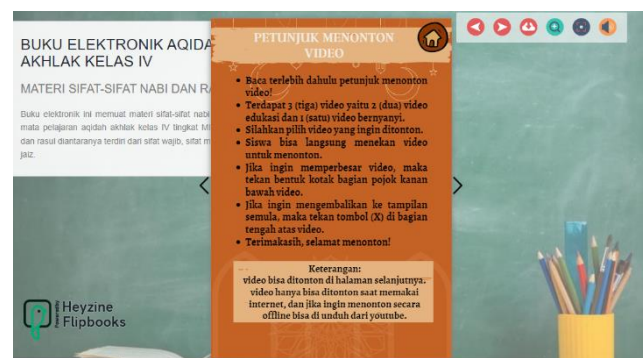 BUKU ELEKTRONIK AQIDA
AKHLAK KELAS IV
MATERI SIFAT-SIFAT NABI DAN RA
Buku elektronik ini memuat materi sifat-sifat nabi
mata pelajaran aqidah akhlak kelas IV tingkat MI
dan rasul diantaranya terdiri dari sifat wajib, sifat m
jaiz.
PETUNJUK MENONTON
VIDEO
• Baca terlebih dahulu petunjuk menonton
video!
• Terdapat 3 (tiga) video yaitu 2 (dua) video
edukasi dan 1 (satu) video bernyanyi.
• Silahkan pilih video yang ingin ditonton.
• Siswa bisa langsung menekan video
untuk menonton.
• Jika ingin memperbesar video, maka
tekan bentuk kotak bagian pojok kanan
bawah video.
• Jika ingin mengembalikan ke tampilan
semula, maka tekan tombol (X) di bagian
tengah atas video.
• Terimakasih, selamat menonton!
Keterangan:
video bisa ditonton di halaman selanjutnya.
video hanya bisa ditonton saat memakai
internet, dan jika ingin menonton secara
offline bisa di unduh dari youtube.
Heyzine
Flipbooks